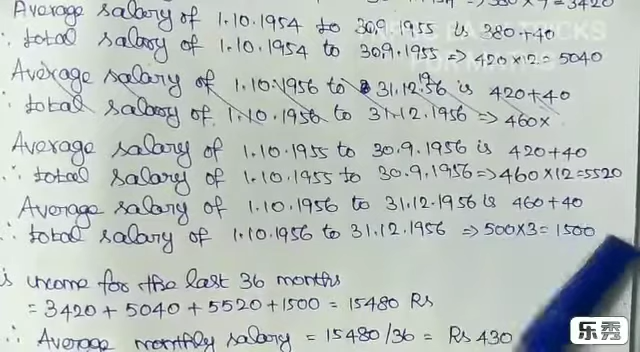 ⇒ 380 x 9 = 3420
Average salary of 1.10.1954 to 30.9.1955 is 380+40
∴ total salary of 1.10.1954 to 30.9.1955 ⇒ 420 x 12 = 5040
Average salary of 1.10.1956 to 31.12.1956 is 420+40
∴ total salary of 1.10.1956 to 31.12.1956 ⇒ 460x
Average salary of 1.10.1955 to 30.9.1956 is 420+40
∴ total salary of 1.10.1955 to 30.9.1956 ⇒ 460 x 12 = 5520
Average salary of 1.10.1956 to 31.12.1956 is 460+40
∴ total salary of 1.10.1956 to 31.12.1956 ⇒ 500x3 = 1500
is income for the last 36 months
= 3420 + 5040 + 5520 + 1500 = 15480 Rs
∴ Average monthly salary = 15480/36 = Rs 430
乐秀